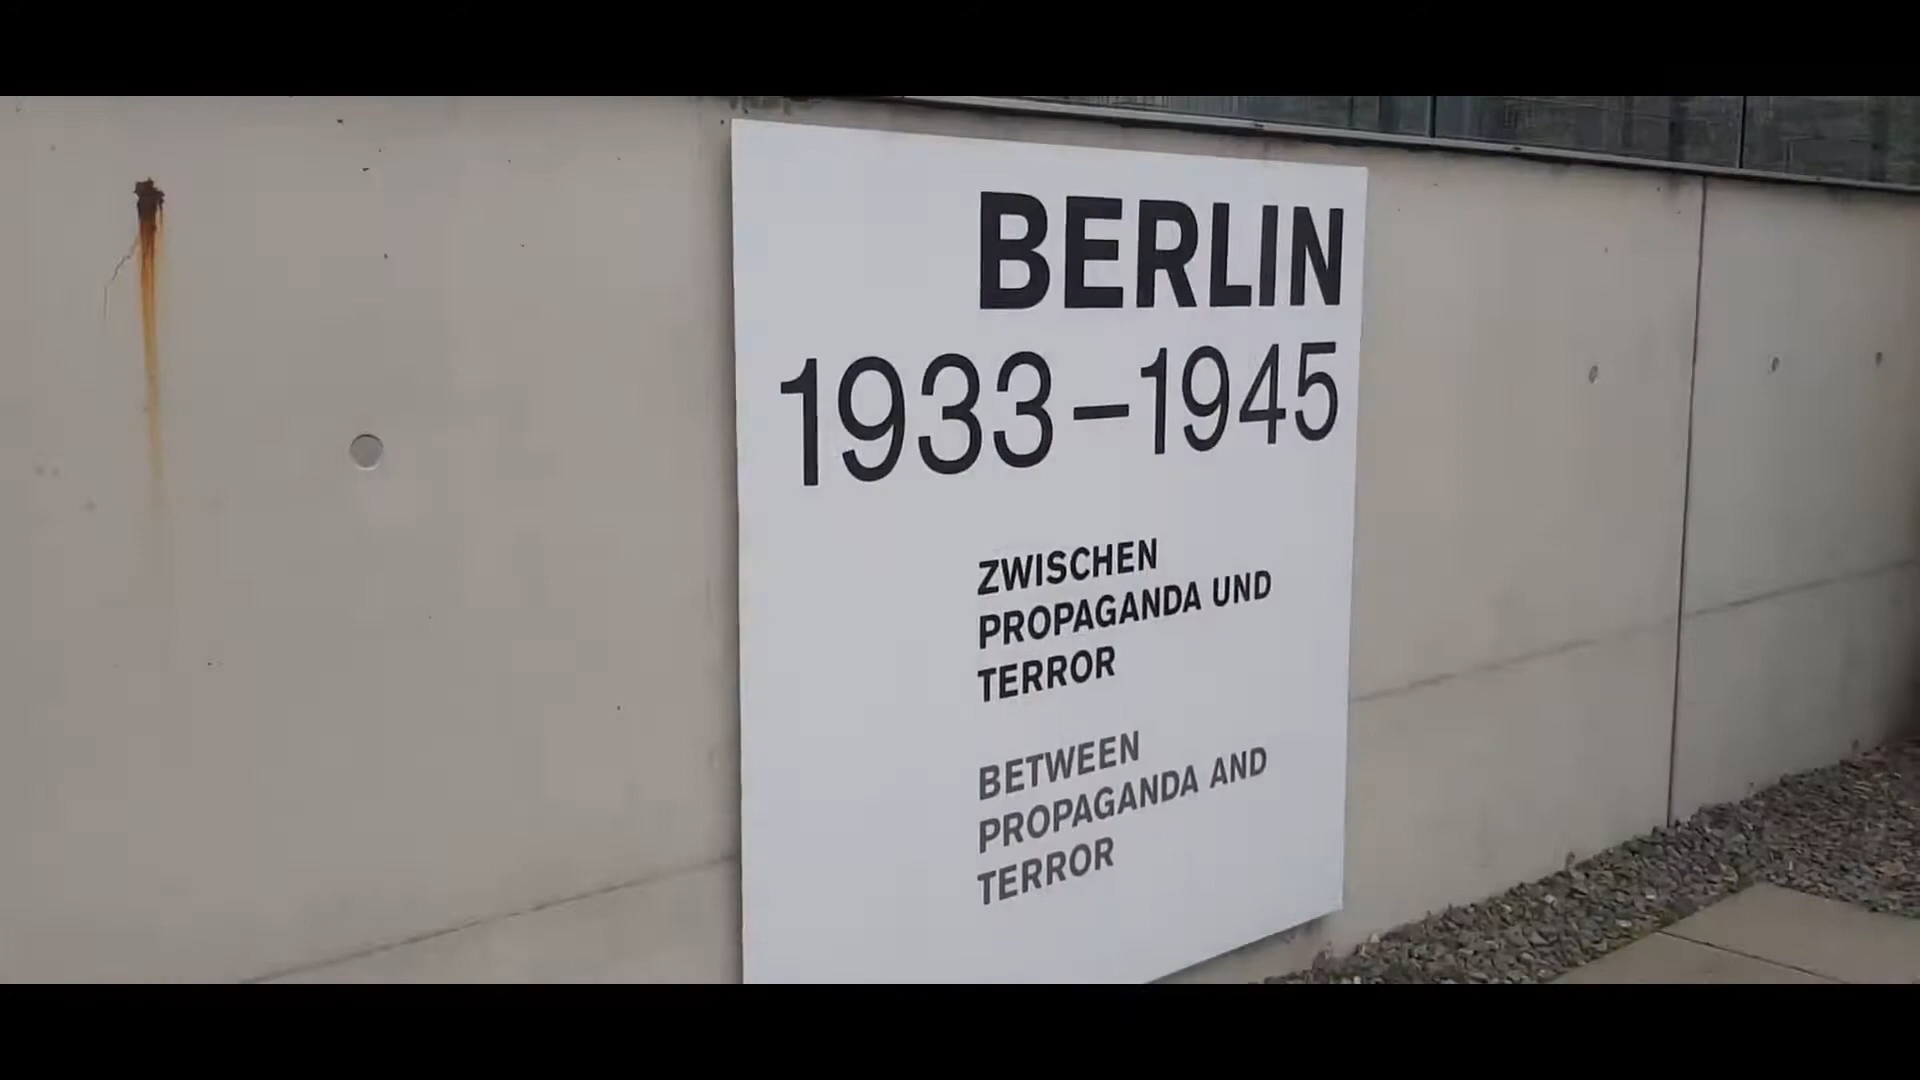 BERLIN
1933–1945
ZWISCHEN
PROPAGANDA UND
TERROR
BETWEEN
PROPAGANDA AND
TERROR